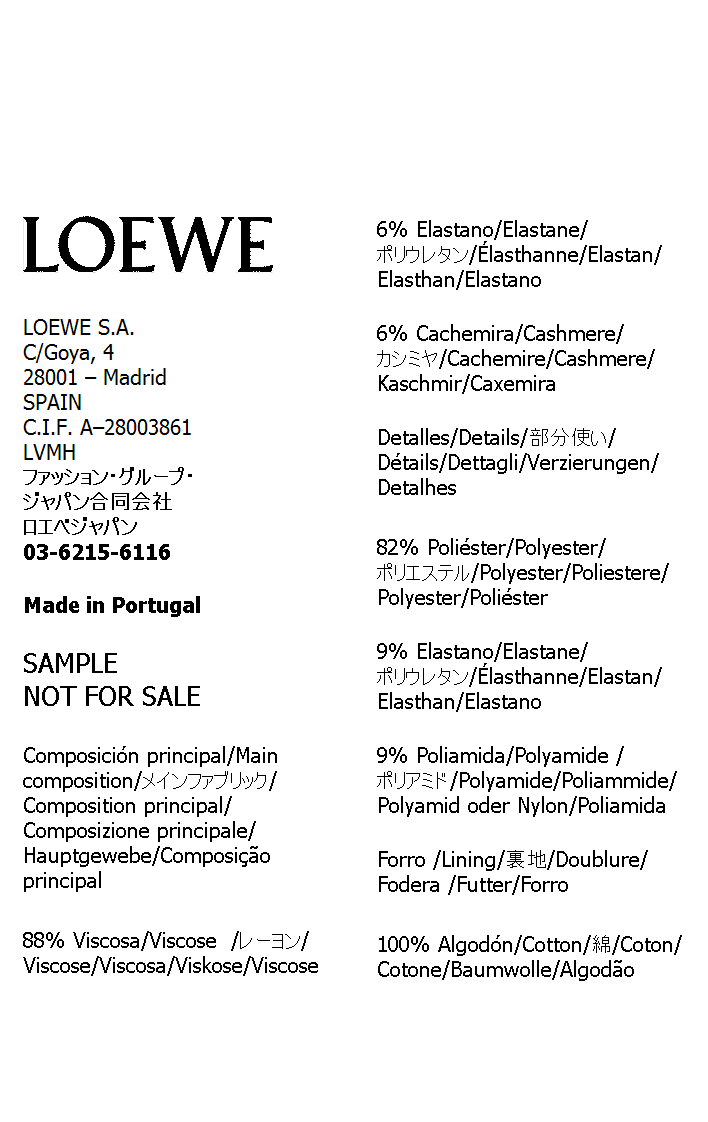 LOEWE
LOEWE S.A.
C/Goya, 4
28001 – Madrid
SPAIN
C.I.F. A–28003861
LVMH
ファッション・グループ・
ジャパン合同会社
ロエベジャパン
03-6215-6116
Made in Portugal
SAMPLE
NOT FOR SALE
Composición principal/Main
composition/メインファブリック/
Composition principal/
Composizione principale/
Hauptgewebe/Composição
principal
88% Viscosa/Viscose /レーヨン/
Viscose/Viscosa/Viskose/Viscose
6% Elastano/Elastane/
ポリウレタン/Élasthanne/Elastan/
Elasthan/Elastano
6% Cachemira/Cashmere/
カシミヤ/Cachemire/Cashmere/
Kaschmir/Caxemira
Detalles/Details/部分使い/
Détails/Dettagli/Verzierungen/
Detalhes
82% Poliéster/Polyester/
ポリエステル/Polyester/Poliestere/
Polyester/Poliéster
9% Elastano/Elastane/
ポリウレタン/Élasthanne/Elastan/
Elasthan/Elastano
9% Poliamida/Polyamide /
ポリアミド/Polyamide/Poliammide/
Polyamid oder Nylon/Poliamida
Forro /Lining/裏地/Doublure/
Fodera /Futter/Forro
100% Algodón/Cotton/綿/Coton/
Cotone/Baumwolle/Algodão